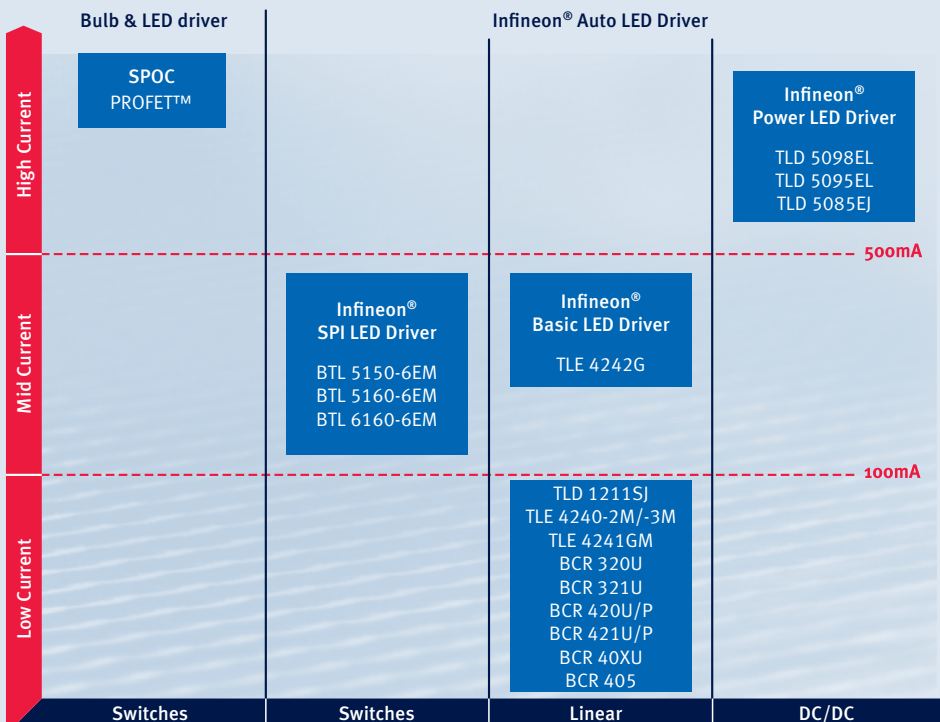 Bulb & LED driver
Infineon® Auto LED Driver
High Current
SPOC
PROFET™
Infineon®
Power LED Driver
TLD 5098EL
TLD 5095EL
TLD 5085EJ
500mA
Mid Current
Infineon®
SPI LED Driver
BTL 5150-6EM
BTL 5160-6EM
BTL 6160-6EM
Infineon®
Basic LED Driver
TLE 4242G
100mA
Low Current
TLD 1211SJ
TLE 4240-2M/-3M
TLE 4241GM
BCR 320U
BCR 321U
BCR 420U/P
BCR 421U/P
BCR 40XU
BCR 405
Switches
Switches
Linear
DC/DC